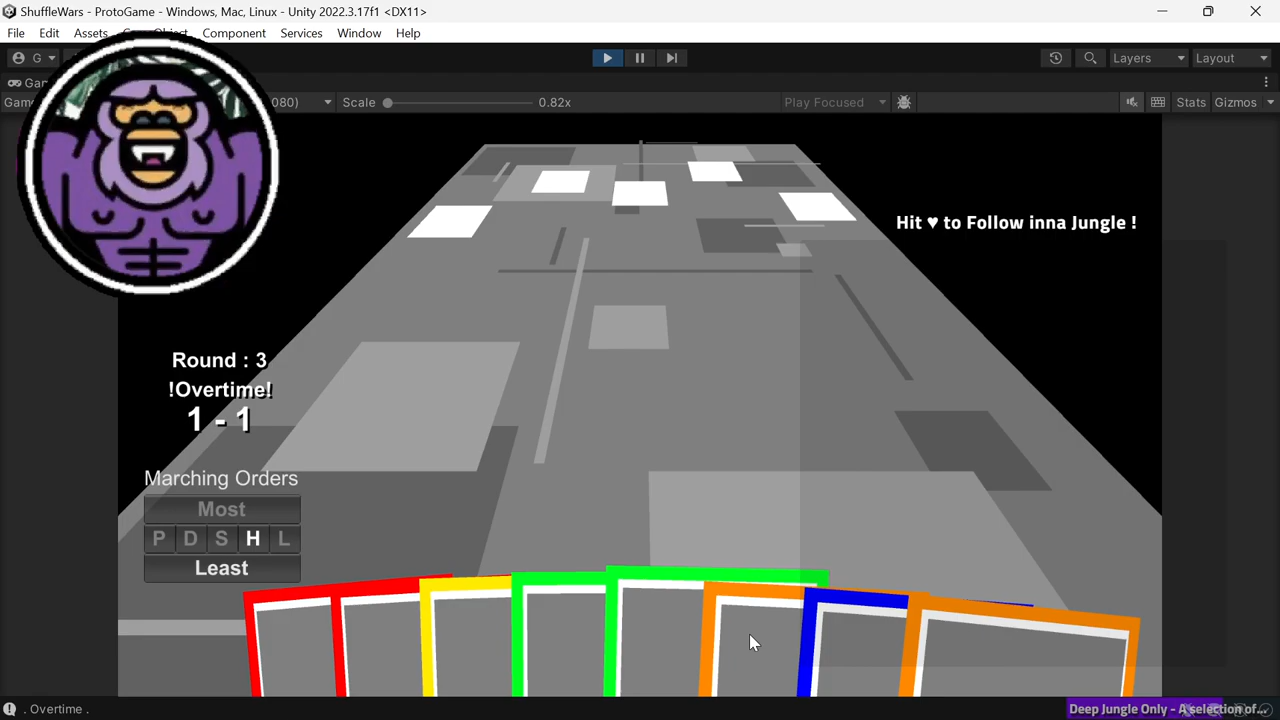 ShuffleWars - ProtoGame - Windows, Mac, Linux - Unity 2022.3.17f1 <DX11>
File Edit Assets Component Services Window Help
G Layers Layout
Scale 0.82x Play Focused Stats Gizmos
Hit ♥ to Follow inna Jungle !
Round : 3
!Overtime!
1 - 1
Marching Orders
Most
P D S H L
Least
. Overtime .
Deep Jungle Only - A selection of...